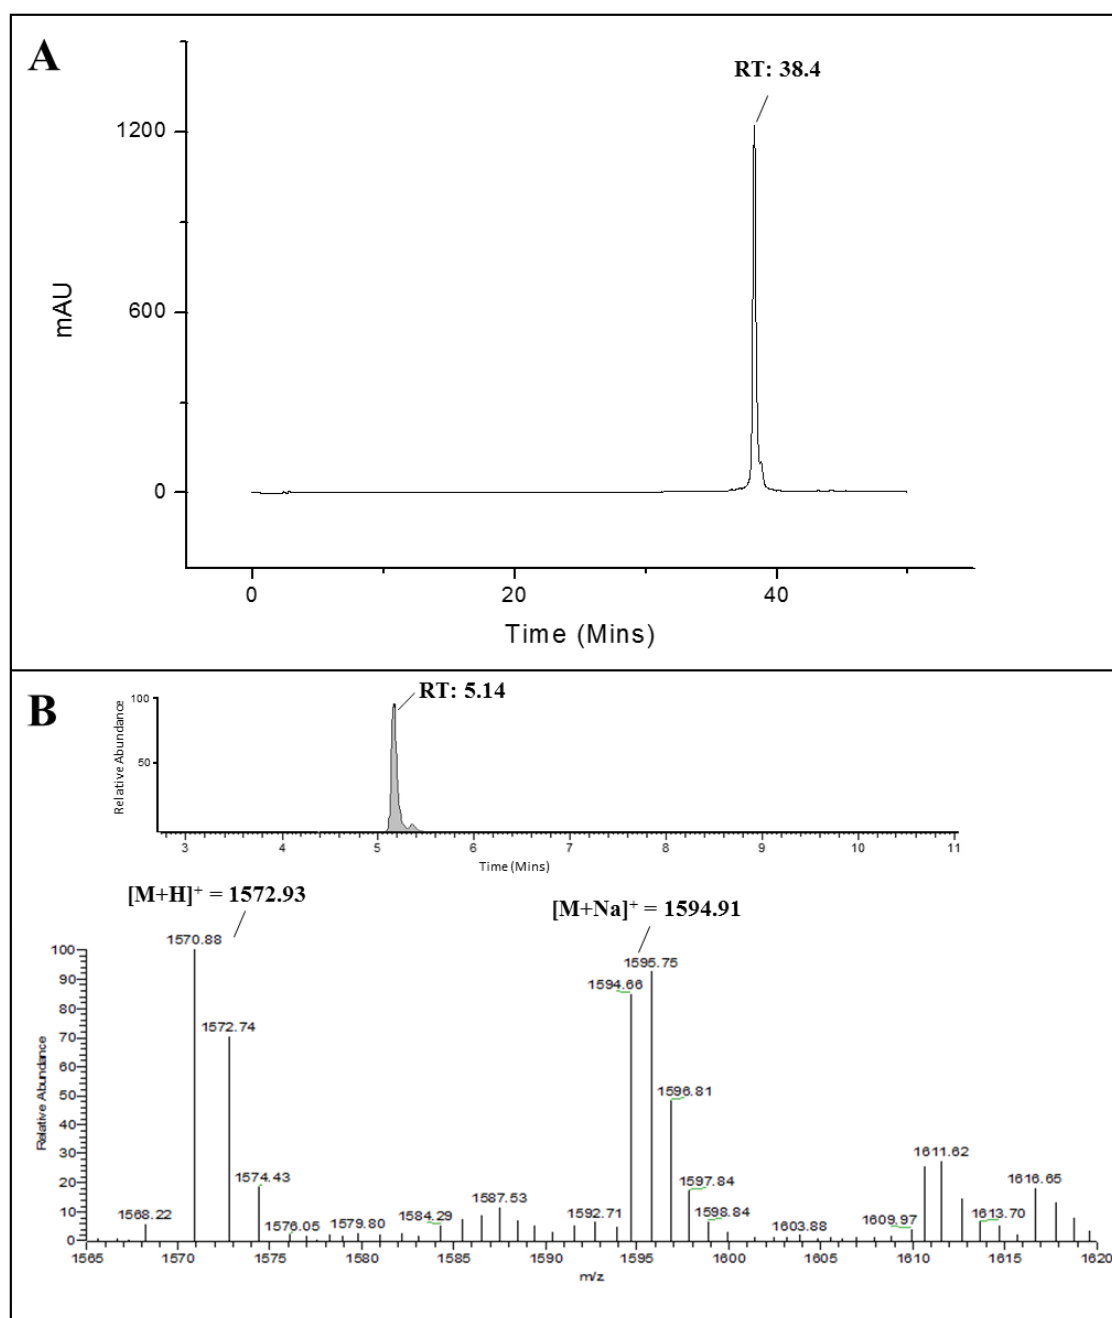 A
RT: 38.4
1200
600
0
mAU
0
20
40
Time (Mins)
B
RT: 5.14
100
50
Relative Abundance
3 4 5 6 7 8 9 10 11
Time (Mins)
[M+H]+ = 1572.93
[M+Na]+ = 1594.91
1570.88
1572.74
1574.43
1568.22
1576.05
1579.80
1584.29
1587.53
1592.71
1594.66
1595.75
1596.81
1597.84
1598.84
1603.88
1609.97
1611.62
1613.70
1616.65
100
90
80
70
60
50
40
30
20
10
0
Relative Abundance
1565 1570 1575 1580 1585 1590 1595 1600 1605 1610 1615 1620
m/z